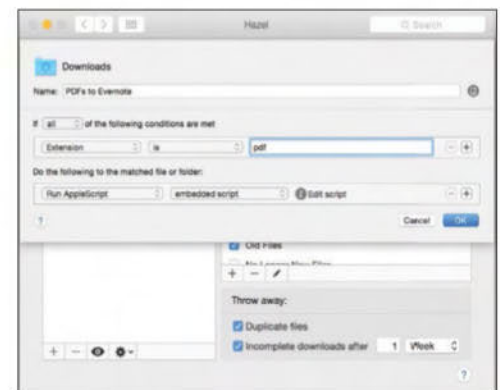 Hazel
Search
Downloads
Name: PDFs to Evernote
If all of the following conditions are met
Extension is pdf
Do the following to the matched file or folder:
Run AppleScript embedded script Edit script
? Cancel OK
Old Files
+ −
Throw away:
Duplicate files
Incomplete downloads after 1 Week
+ −
?